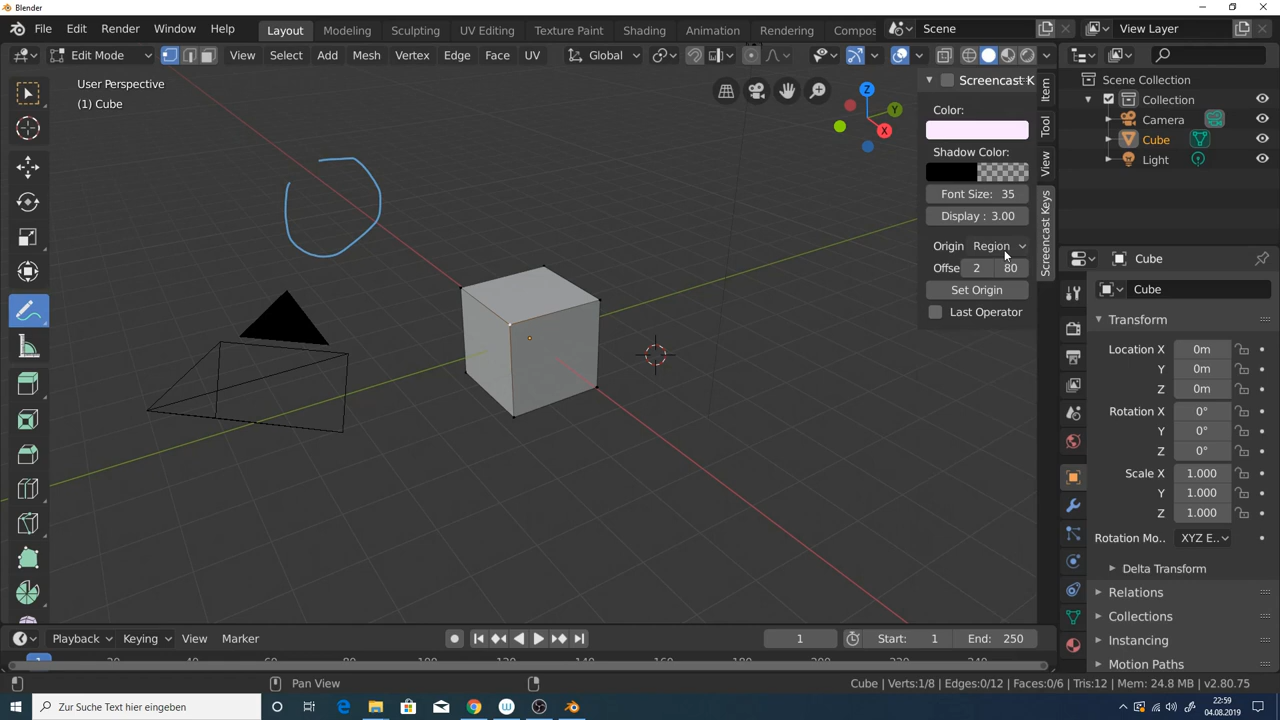 Blender
File Edit Render Window Help Layout Modeling Sculpting UV Editing Texture Paint Shading Animation Rendering Compos Scene View Layer
Edit Mode View Select Add Mesh Vertex Edge Face UV Global
User Perspective
(1) Cube
Z
Y
X
Screencast K
Color:
Shadow Color:
Font Size: 35
Display : 3.00
Origin Region
Offse 2 80
Set Origin
Last Operator
Item
Tool
View
Screencast Keys
Scene Collection
Collection
Camera
Cube
Light
Cube
Cube
Transform
Location X 0m
Y 0m
Z 0m
Rotation X 0°
Y 0°
Z 0°
Scale X 1.000
Y 1.000
Z 1.000
Rotation Mo.. XYZ E..
Delta Transform
Relations
Collections
Instancing
Motion Paths
Playback Keying View Marker 1 Start: 1 End: 250
Pan View Cube | Verts:1/8 | Edges:0/12 | Faces:0/6 | Tris:12 | Mem: 24.8 MB | v2.80.75
Zur Suche Text hier eingeben
22:59
04.08.2019